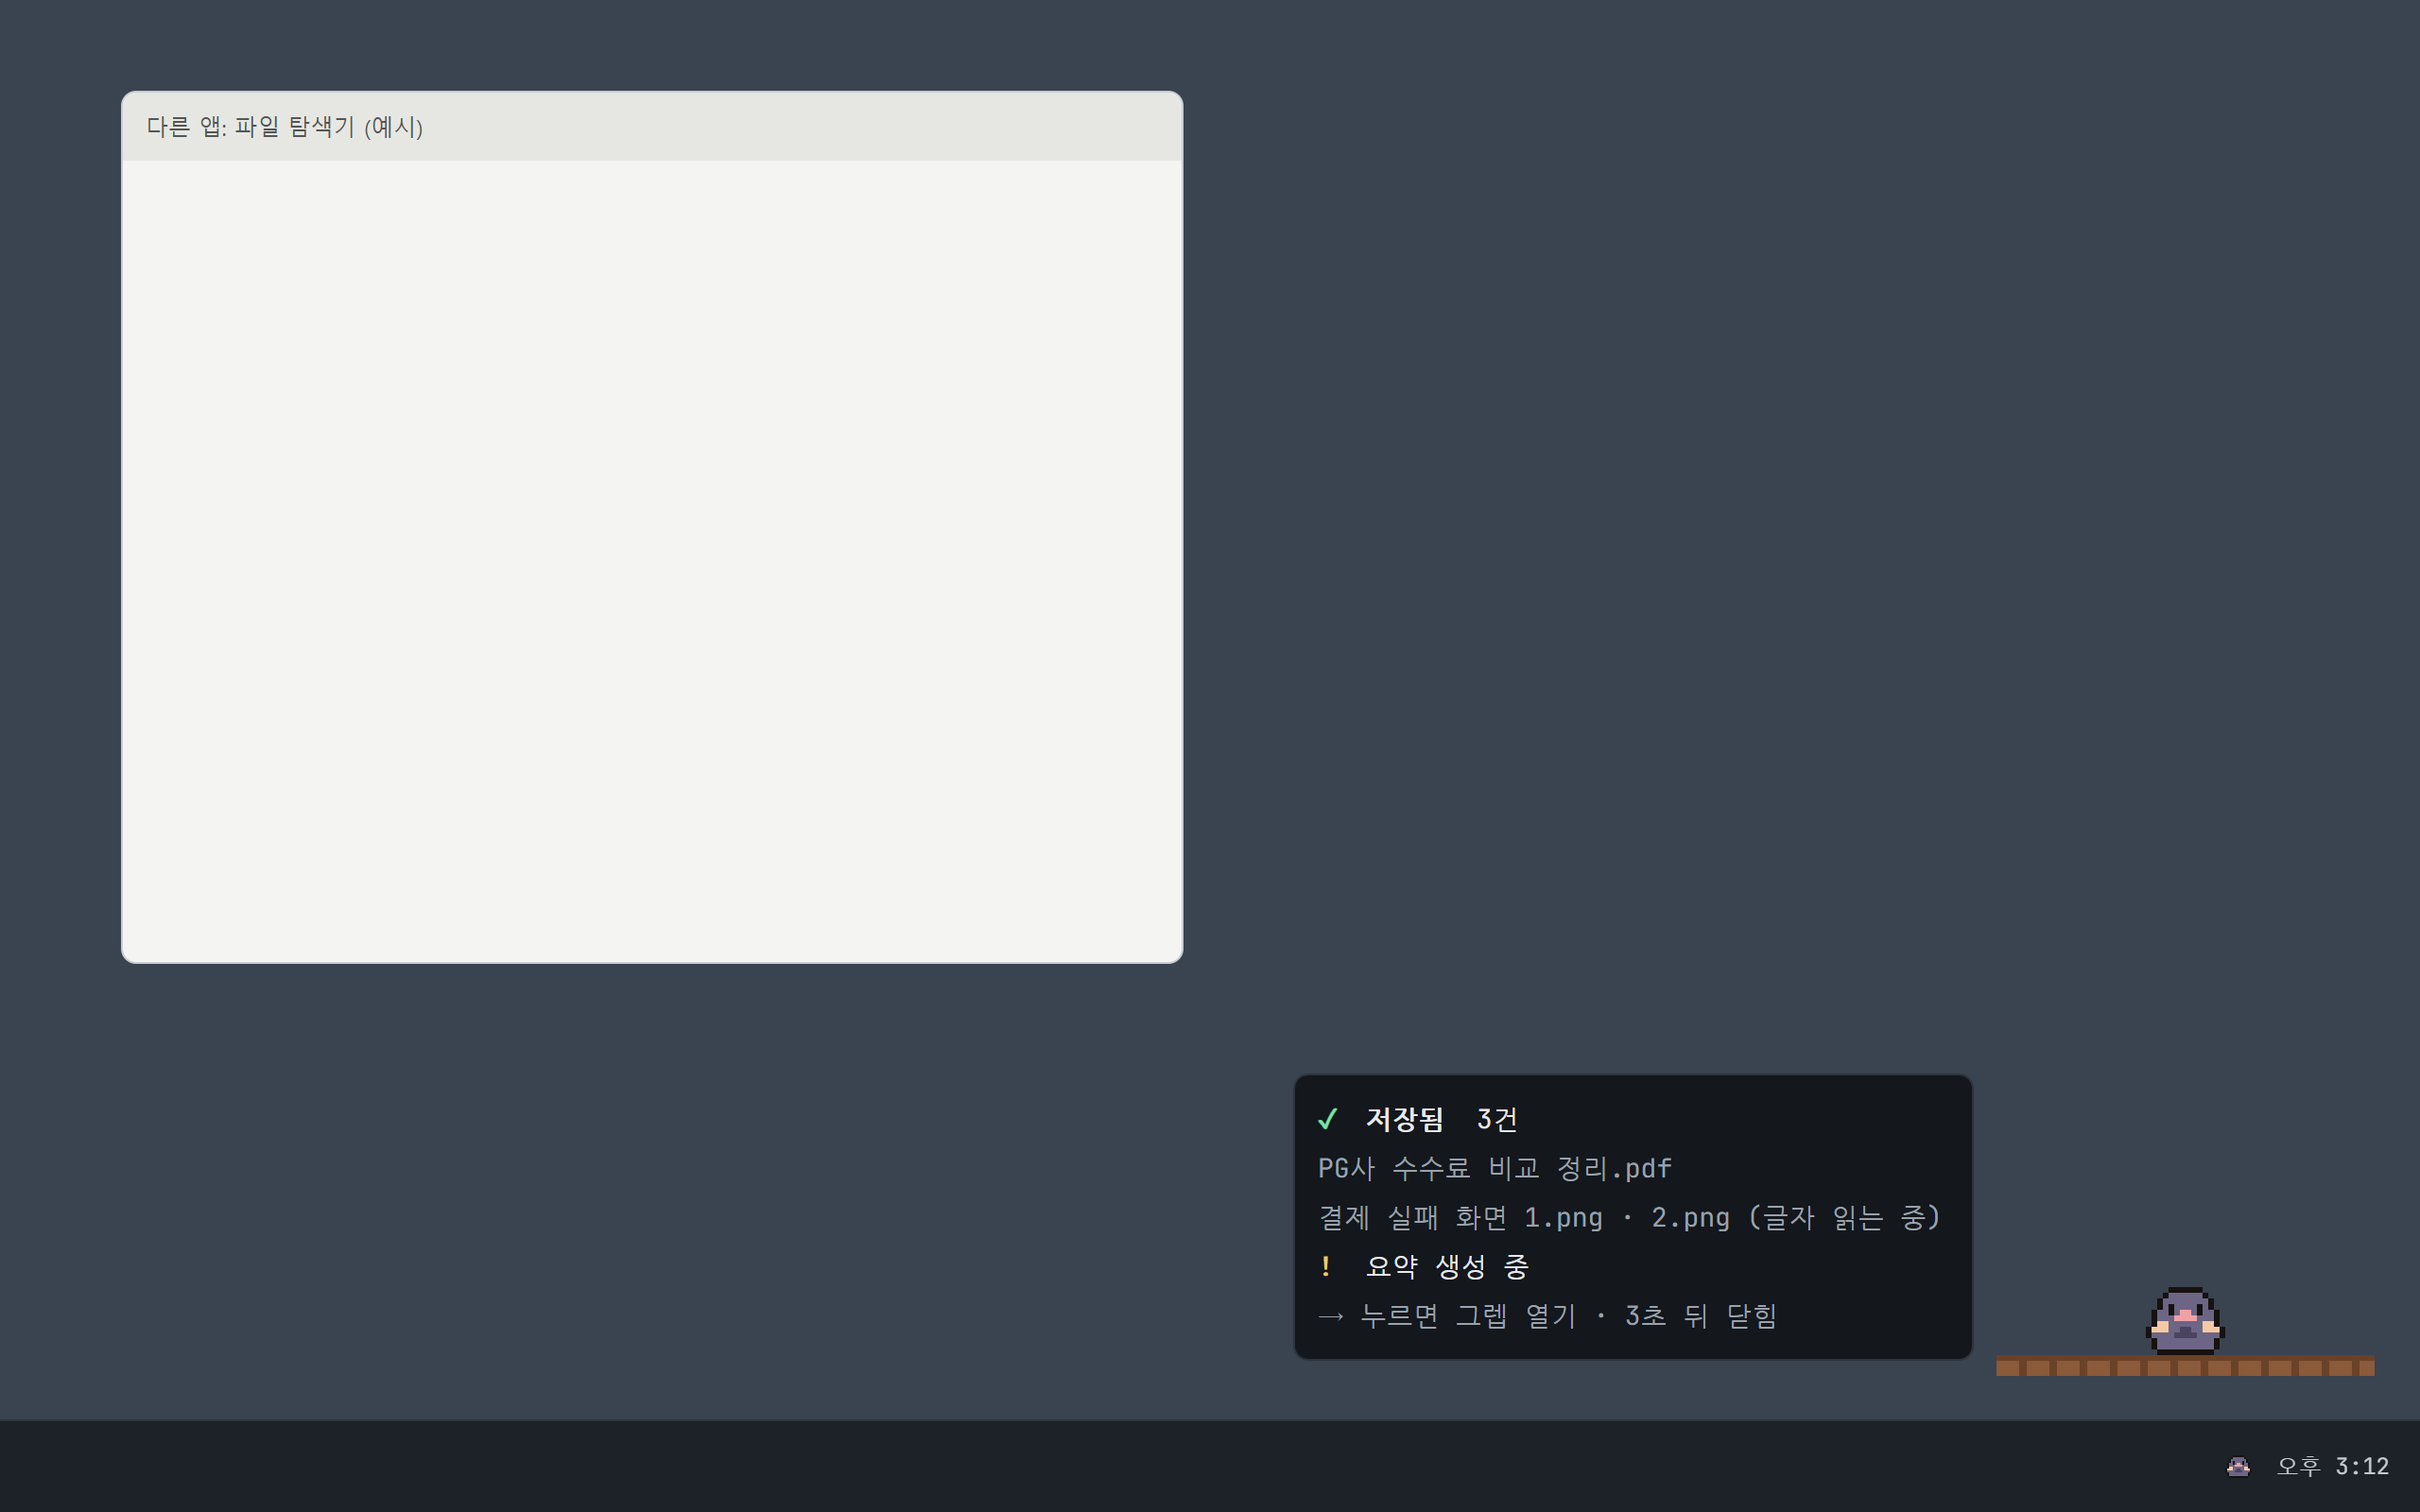 다른 앱: 파일 탐색기 (예시)
✓ 저장됨 3건
PG사 수수료 비교 정리.pdf
결제 실패 화면 1.png · 2.png (글자 읽는 중)
! 요약 생성 중
→ 누르면 그렙 열기 · 3초 뒤 닫힘
오후 3:12